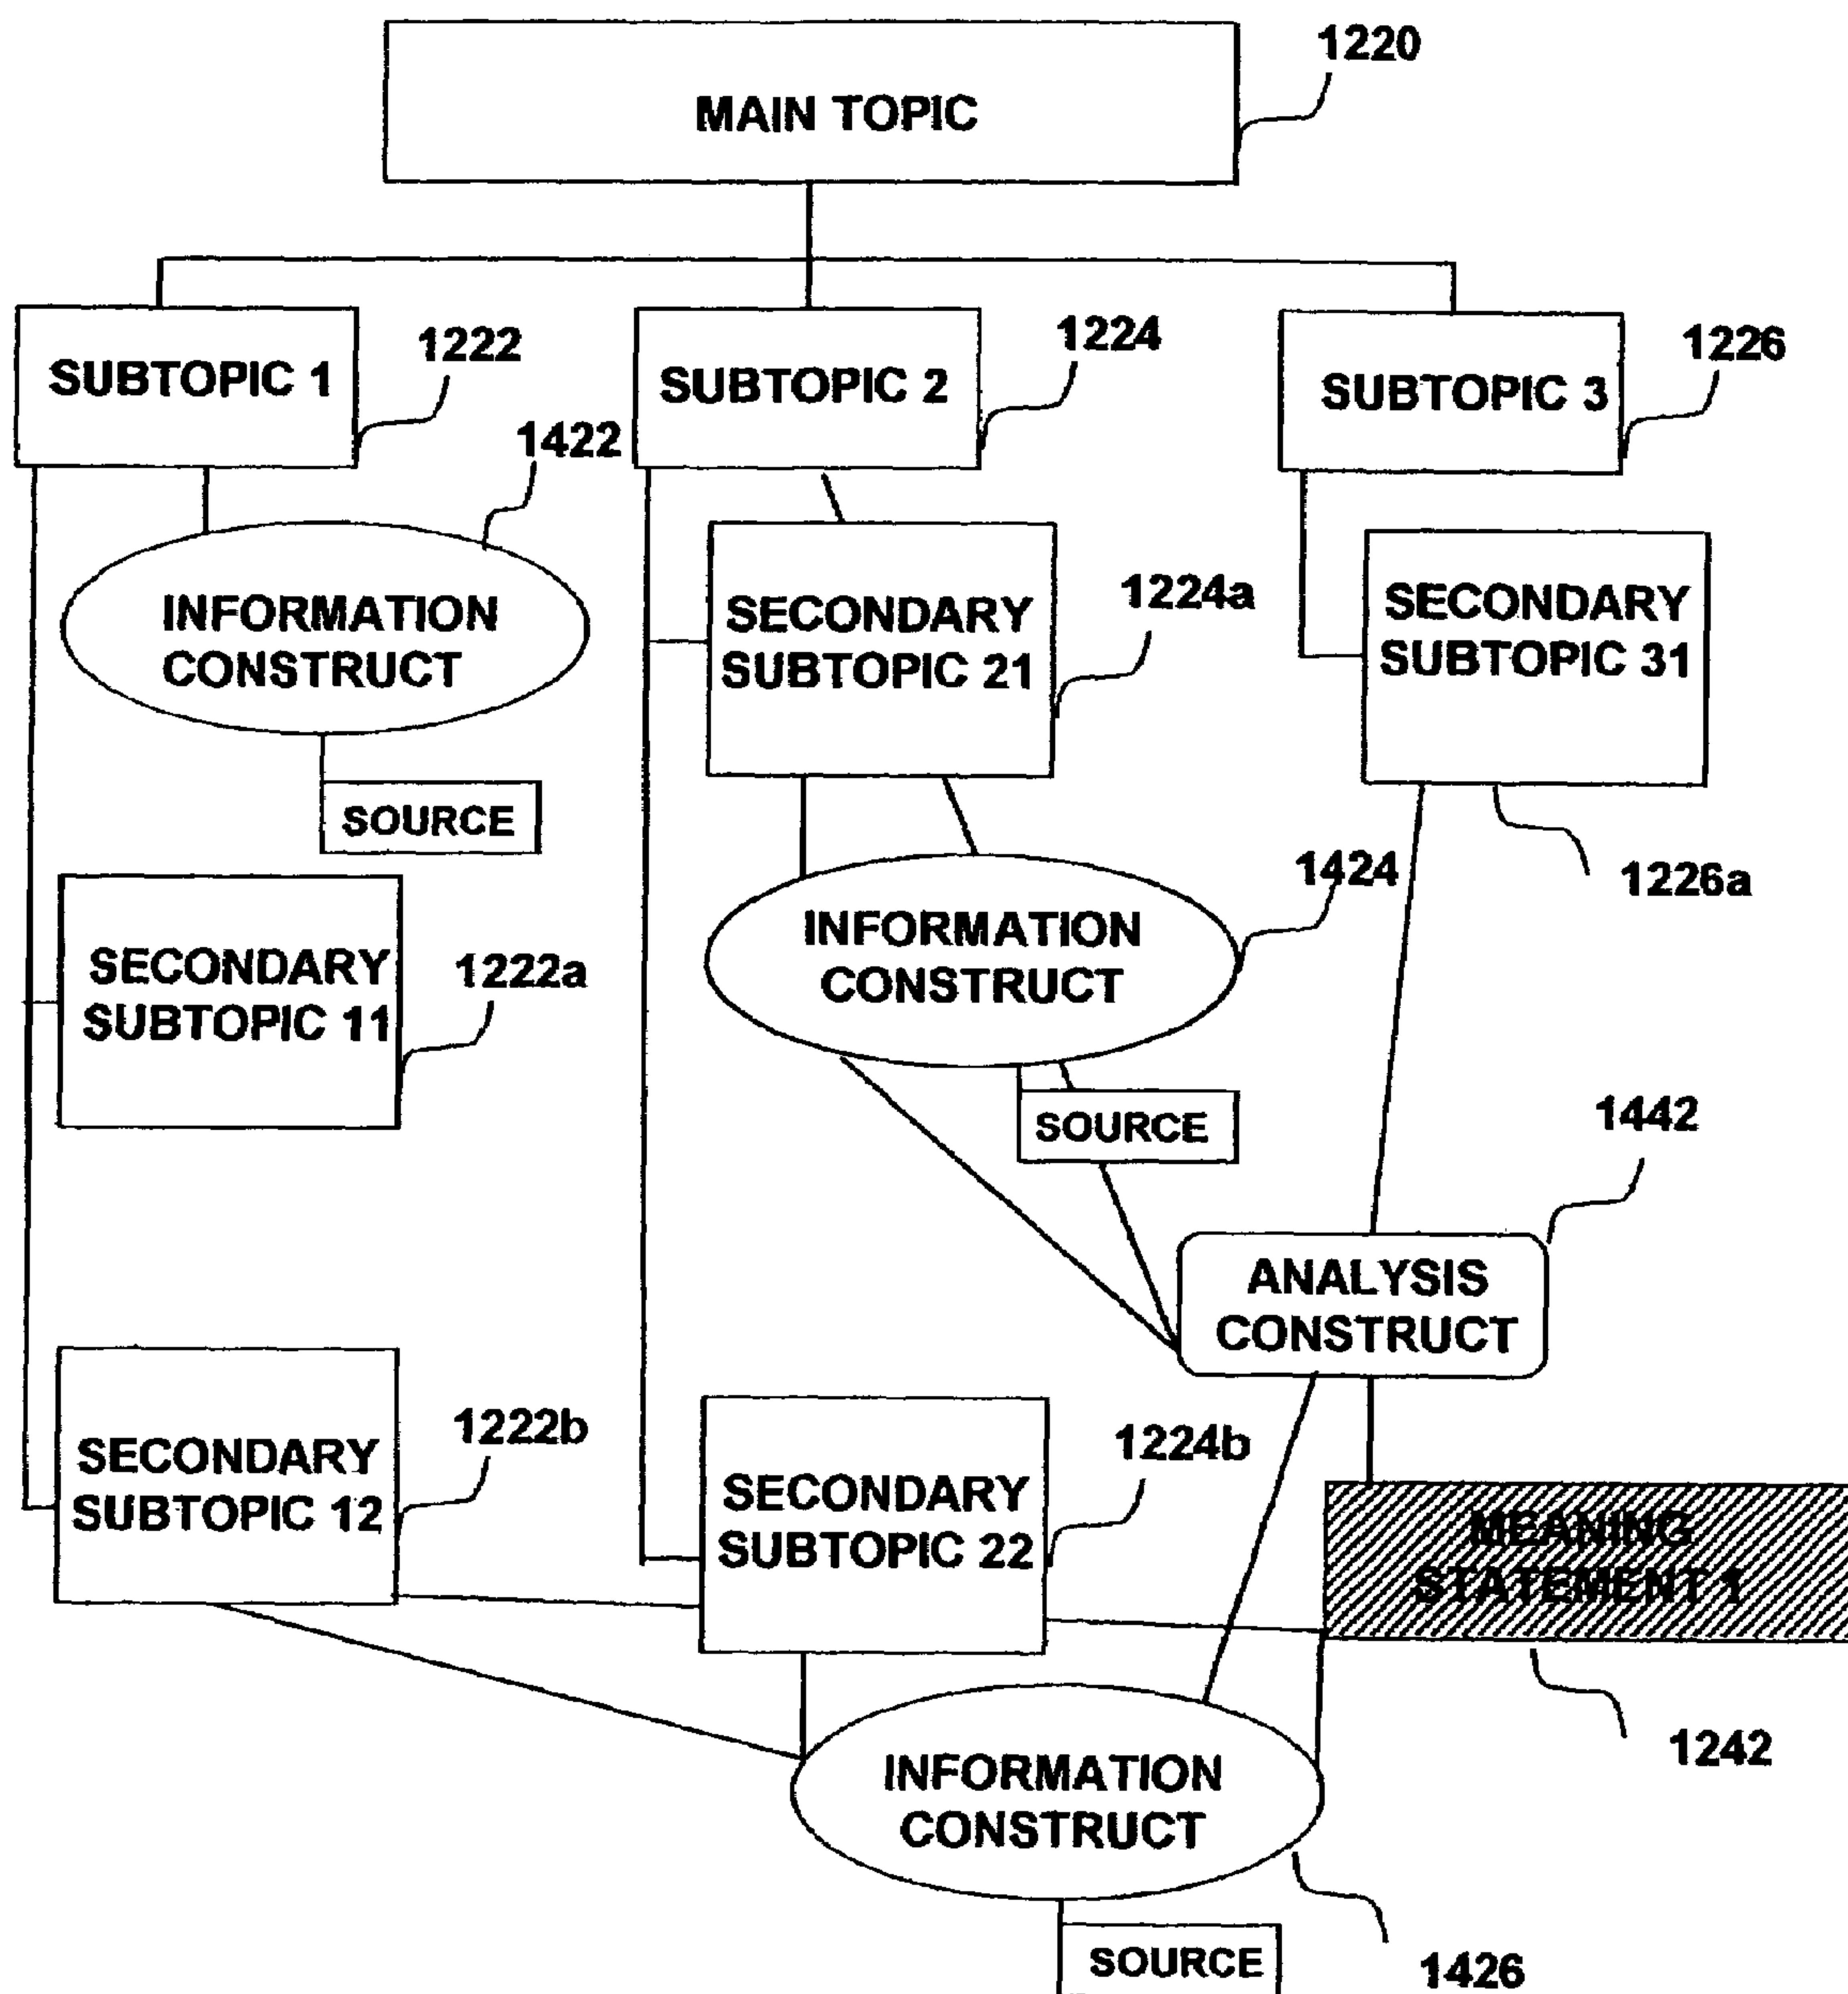 MAIN TOPIC
1220
SUBTOPIC 1
1222
SUBTOPIC 2
1224
SUBTOPIC 3
1226
1422
INFORMATION
CONSTRUCT
SOURCE
SECONDARY
SUBTOPIC 21
1224a
SECONDARY
SUBTOPIC 31
1226a
INFORMATION
CONSTRUCT
1424
SOURCE
SECONDARY
SUBTOPIC 11
1222a
1442
ANALYSIS
CONSTRUCT
SECONDARY
SUBTOPIC 12
1222b
SECONDARY
SUBTOPIC 22
1224b
MEANING
STATEMENT 1
1242
INFORMATION
CONSTRUCT
1426
SOURCE